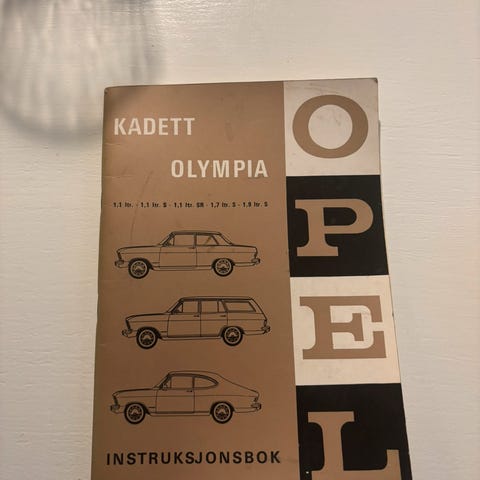 KADETT
OLYMPIA
1,1 ltr. - 1,1 ltr. S - 1,1 ltr. SR - 1,7 ltr. S - 1,9 ltr. S
INSTRUKSJONSBOK
OPEL